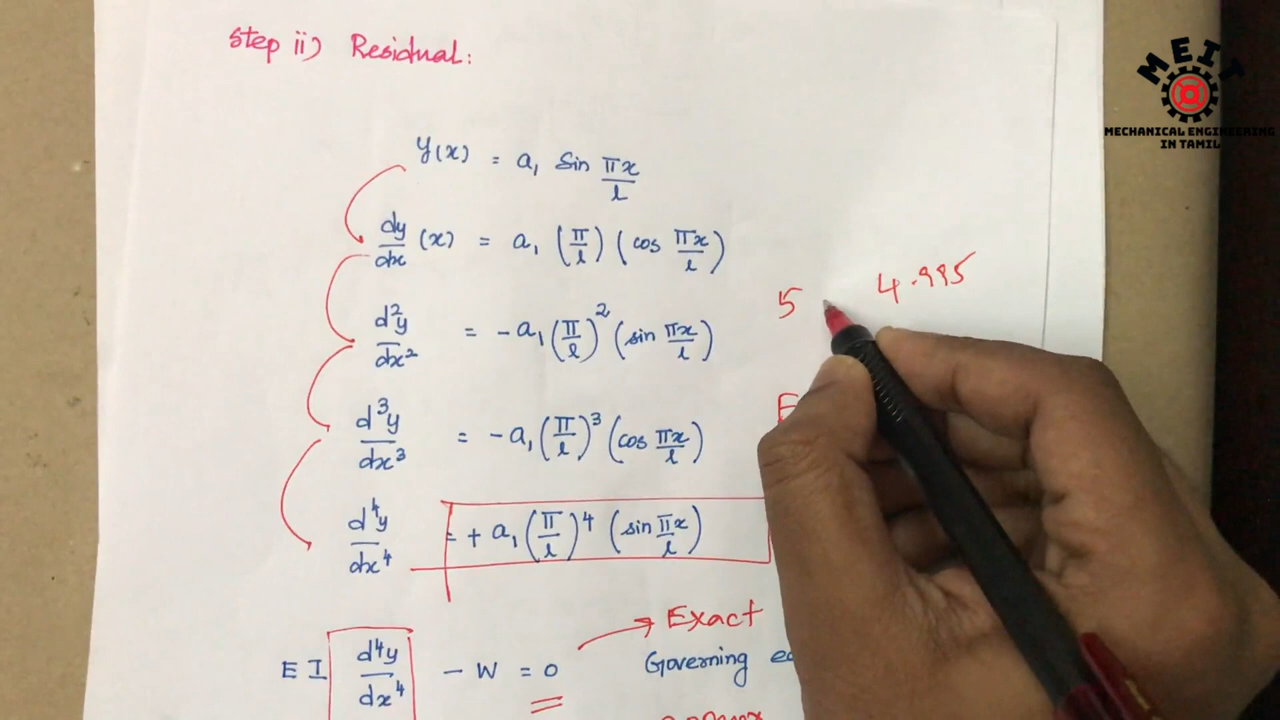 Step ii) Residual:
MEIT
MECHANICAL ENGINEERING
IN TAMIL
y(x) = a₁ Sin πx/l
dy/dx (x) = a₁ (π/l) (cos πx/l)
5 4.995
d²y/dx² = -a₁ (π/l)² (sin πx/l)
d³y/dx³ = -a₁ (π/l)³ (cos πx/l)
d⁴y/dx⁴ = + a₁ (π/l)⁴ (sin πx/l)
Exact
EI d⁴y/dx⁴ - W = 0
Governing